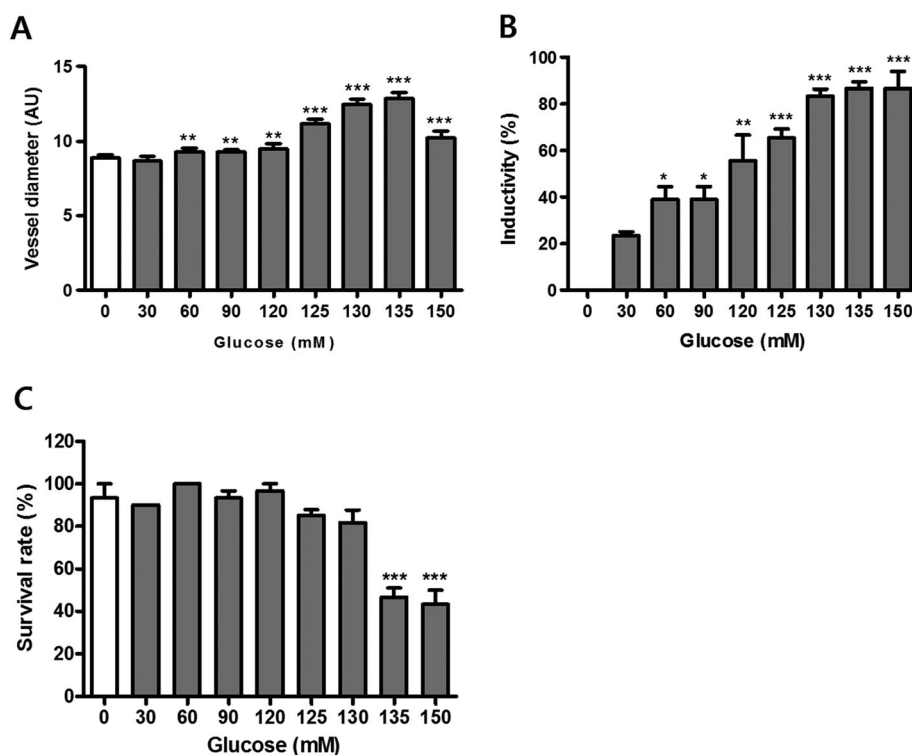 A
Vessel diameter (AU)
15
10
5
0
** ** ** *** *** *** ***
0 30 60 90 120 125 130 135 150
Glucose (mM)
B
Inductivity (%)
100
80
60
40
20
0
* * ** *** *** *** ***
0 30 60 90 120 125 130 135 150
Glucose (mM)
C
Survival rate (%)
120
100
80
60
40
20
0
*** ***
0 30 60 90 120 125 130 135 150
Glucose (mM)